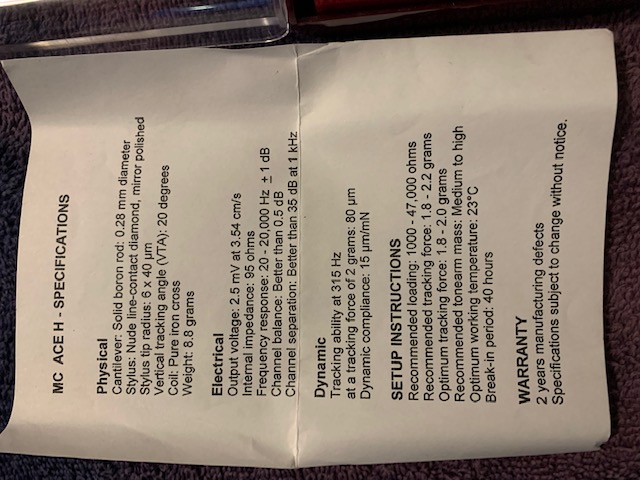 MC ACE H - SPECIFICATIONS
Physical
Cantilever: Solid boron rod: 0.28 mm diameter
Stylus: Nude line-contact diamond, mirror polished
Stylus tip radius: 6 x 40 µm
Vertical tracking angle (VTA): 20 degrees
Coil: Pure iron cross
Weight: 8.8 grams
Electrical
Output voltage: 2.5 mV at 3.54 cm/s
Internal impedance: 95 ohms
Frequency response: 20 - 20,000 Hz ± 1 dB
Channel balance: Better than 0.5 dB
Channel separation: Better than 35 dB at 1 kHz
Dynamic
Tracking ability at 315 Hz
at a tracking force of 2 grams: 80 µm
Dynamic compliance: 15 µm/mN
SETUP INSTRUCTIONS
Recommended loading: 1000 - 47,000 ohms
Recommended tracking force: 1.8 - 2.2 grams
Optimum tracking force: 1.8 - 2.0 grams
Recommended tonearm mass: Medium to high
Optimum working temperature: 23°C
Break-in period: 40 hours
WARRANTY
2 years manufacturing defects
Specifications subject to change without notice.